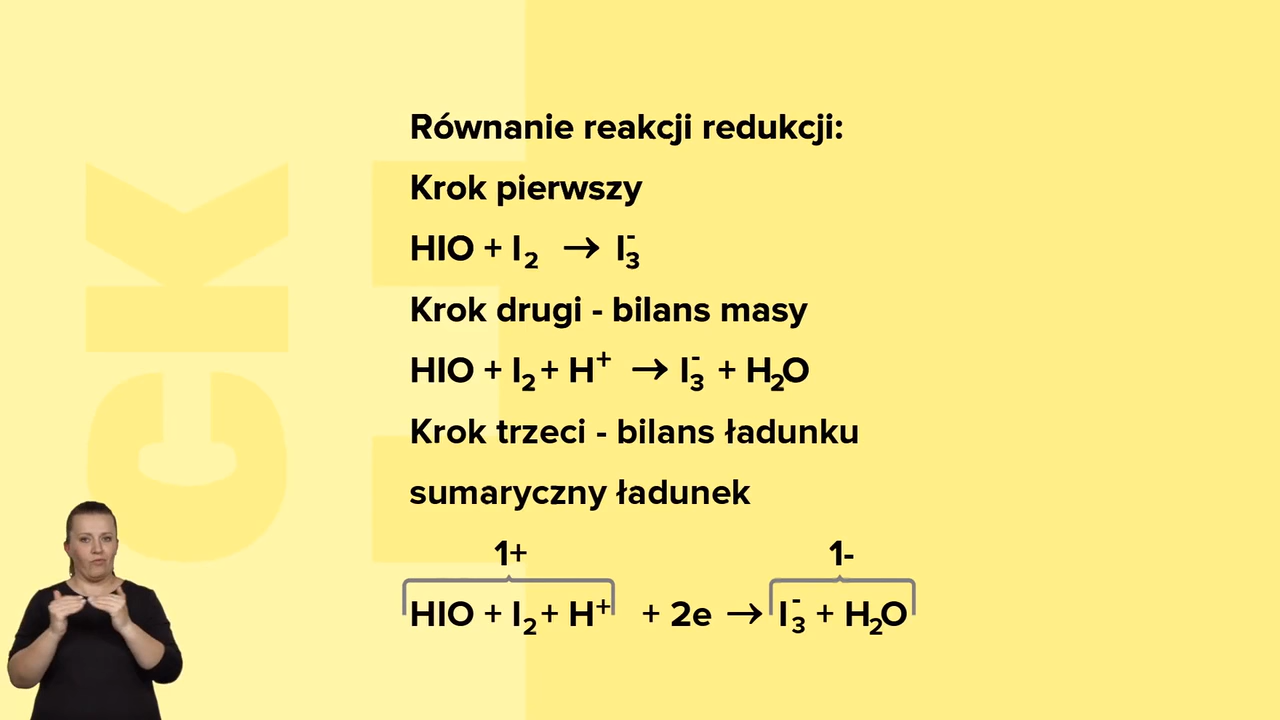 Równanie reakcji redukcji:
Krok pierwszy
HIO + I₂ → I₃⁻
Krok drugi - bilans masy
HIO + I₂ + H⁺ → I₃⁻ + H₂O
Krok trzeci - bilans ładunku
sumaryczny ładunek
1+ 1-
HIO + I₂ + H⁺ + 2e → I₃⁻ + H₂O
CK